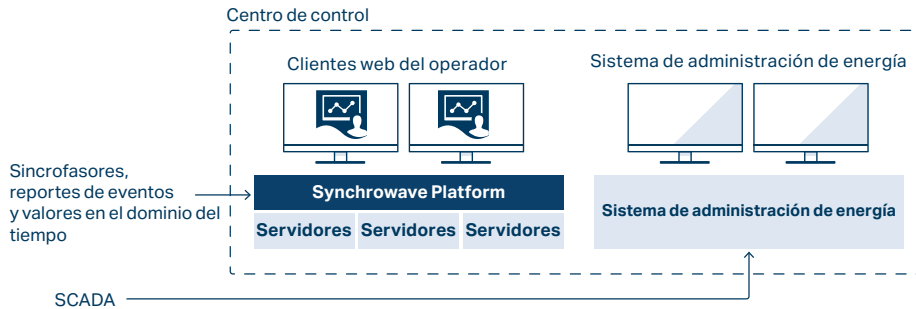 Centro de control
Clientes web del operador
Sistema de administración de energía
Sincrofasores,
reportes de eventos
y valores en el dominio del
tiempo
Synchrowave Platform
Servidores Servidores Servidores
Sistema de administración de energía
SCADA